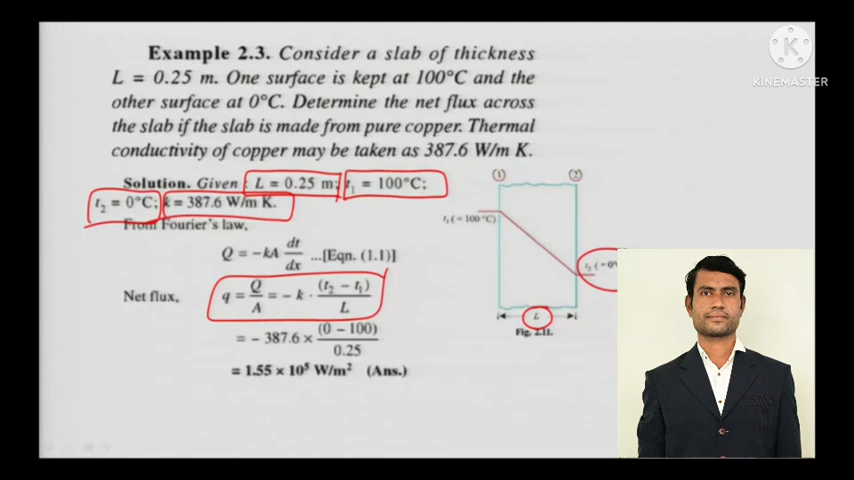 Example 2.3. Consider a slab of thickness
L = 0.25 m. One surface is kept at 100°C and the
other surface at 0°C. Determine the net flux across
the slab if the slab is made from pure copper. Thermal
conductivity of copper may be taken as 387.6 W/m K.
Solution. Given : L = 0.25 m; t₁ = 100°C;
t₂ = 0°C; k = 387.6 W/m K.
From Fourier's law,
Q = –kA dt/dx ...[Eqn. (1.1)]
Net flux, q = Q/A = – k · (t₂ – t₁)/L
= – 387.6 × (0 – 100)/0.25
= 1.55 × 10⁵ W/m² (Ans.)
① ②
t₁ (= 100 °C)
t₂ (= 0°
L
Fig. 2.11.
K
KINEMASTER